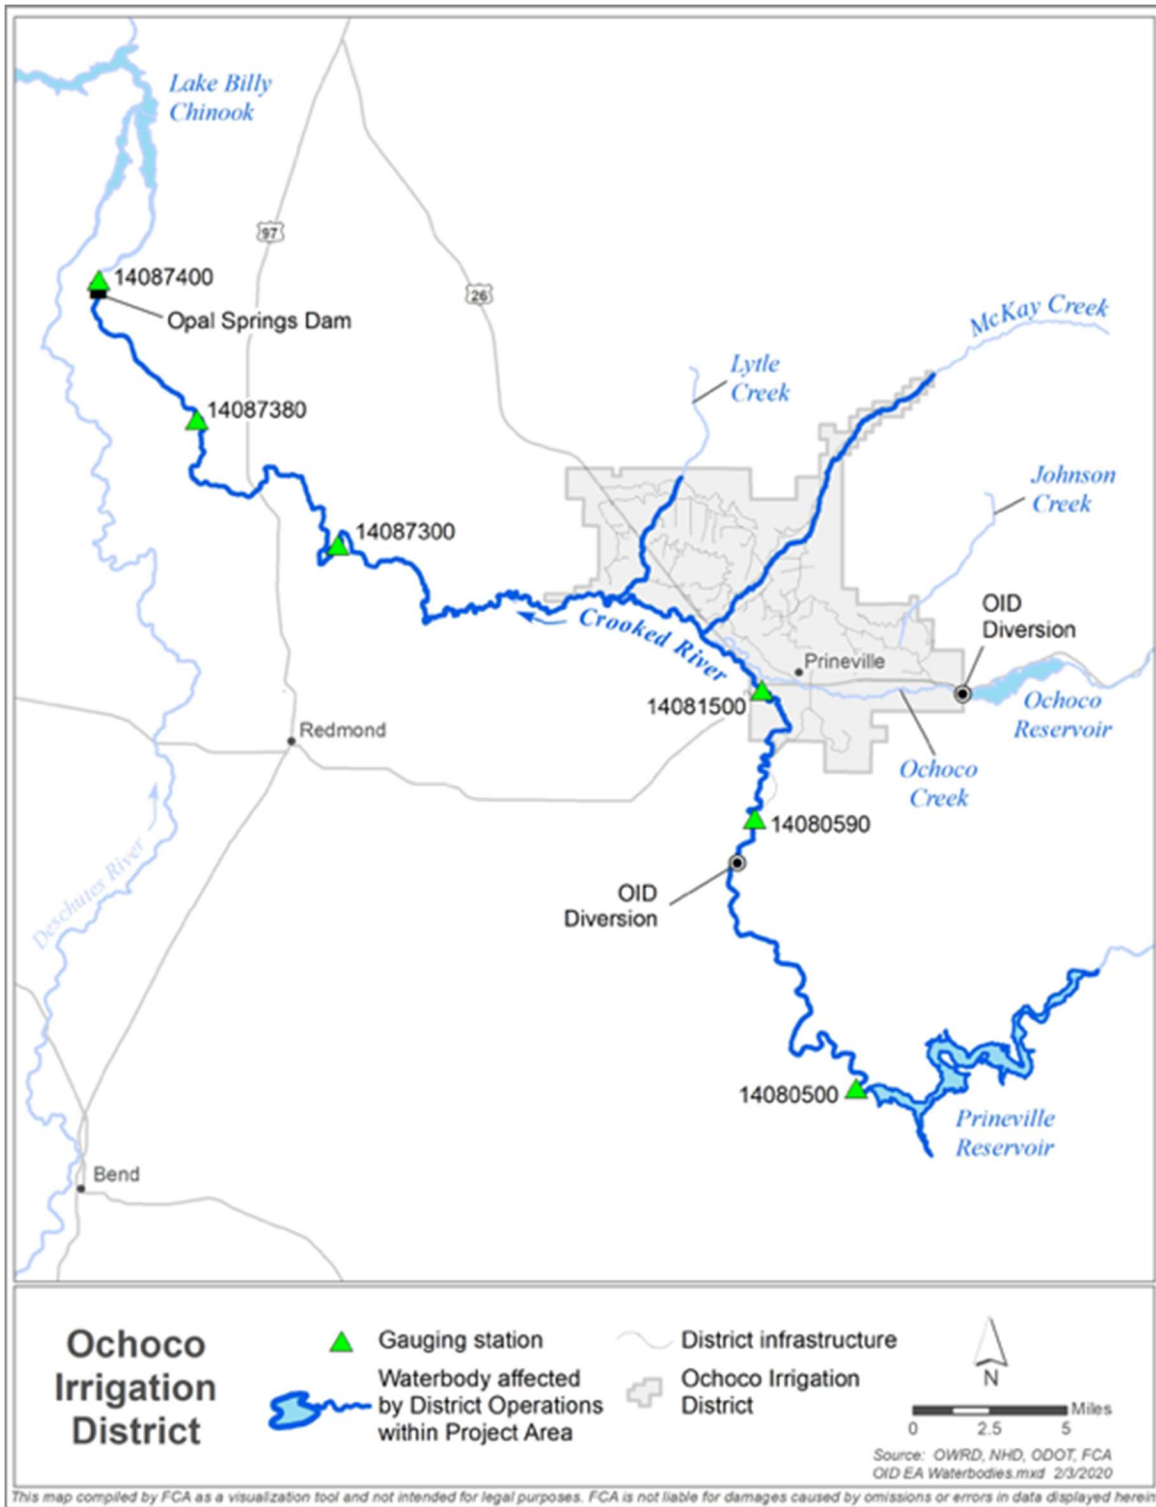 Lake Billy
Chinook
97
14087400
26
Opal Springs Dam
McKay Creek
Lytle
Creek
14087380
Johnson
Creek
14087300
OID
Diversion
Crooked River
Prineville
14081500
Ochoco
Reservoir
Redmond
Ochoco
Creek
14080590
Deschutes River
OID
Diversion
14080500
Prineville
Reservoir
Bend
Ochoco
Irrigation
District
Gauging station
Waterbody affected
by District Operations
within Project Area
District infrastructure
Ochoco Irrigation
District
N
Miles
0 2.5 5
Source: OWRD, NHD, ODOT, FCA
OID EA Waterbodies.mxd 2/3/2020
This map compiled by FCA as a visualization tool and not intended for legal purposes. FCA is not liable for damages caused by omissions or errors in data displayed herein